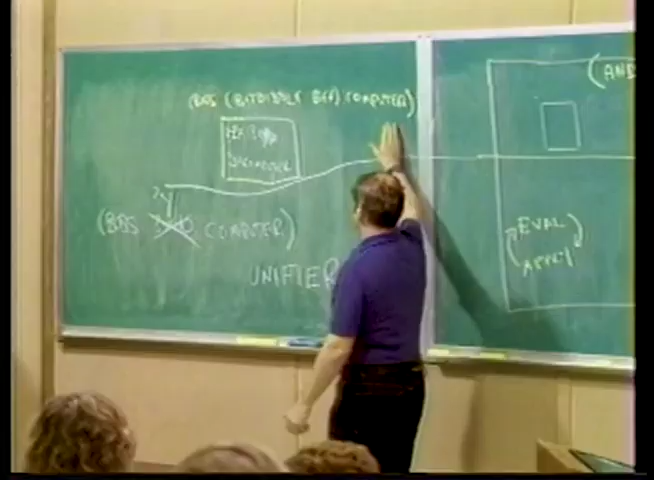 (BBS (BITDIDDLE BEN) COMPUTER)
(AND
(BBS COMPUTER)
EVAL
UNIFIER
APPLY